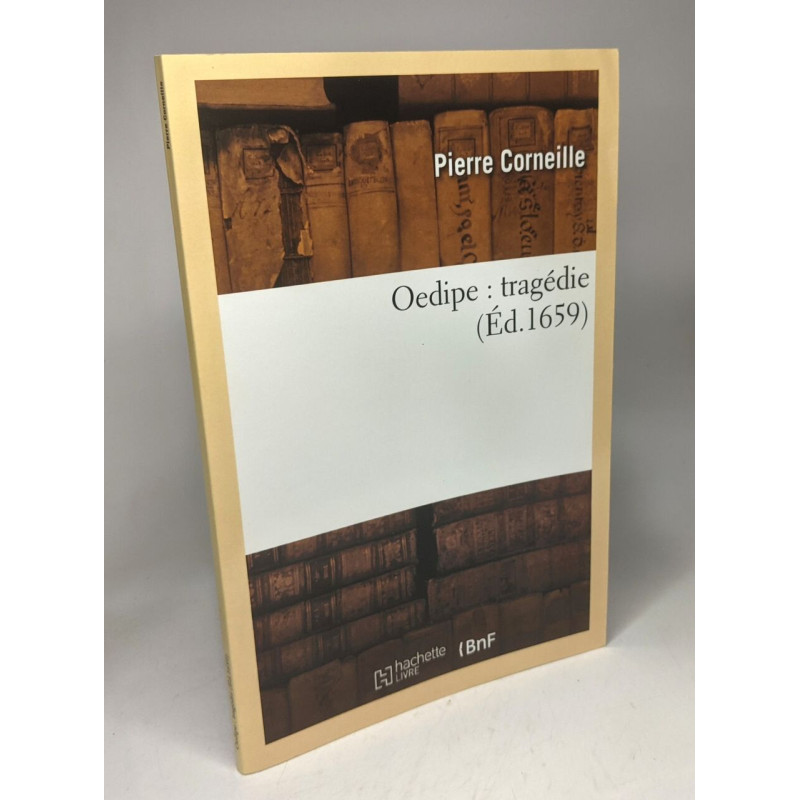 Pierre Corneille
Pierre Corneille
Oedipe : tragédie
(Éd.1659)
hachette
LIVRE
(BnF